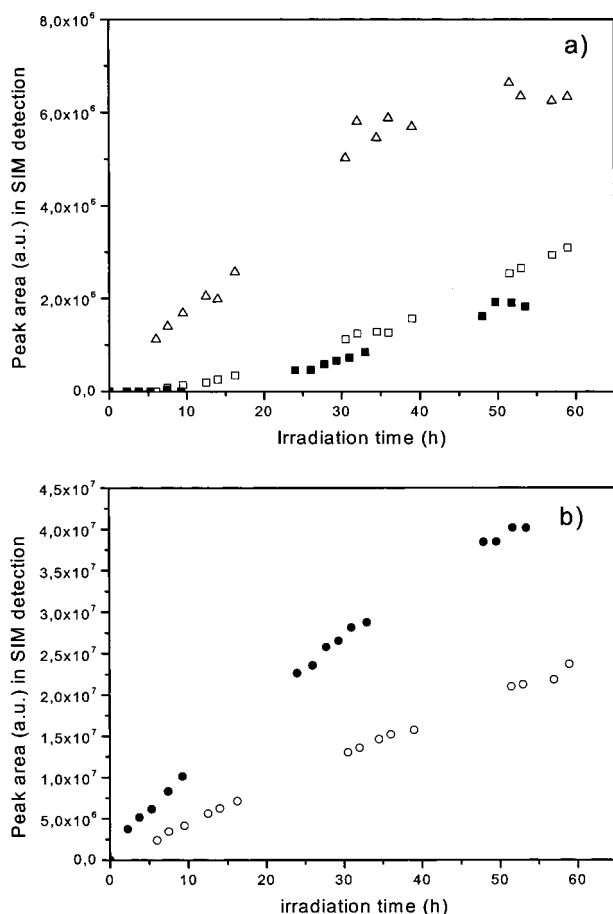 a)
Peak area (a.u.) in SIM detection
8,0x10⁶
6,0x10⁶
4,0x10⁶
2,0x10⁶
0,0
0 10 20 30 40 50 60
Irradiation time (h)
b)
Peak area (a.u.) in SIM detection
4,5x10⁷
4,0x10⁷
3,5x10⁷
3,0x10⁷
2,5x10⁷
2,0x10⁷
1,5x10⁷
1,0x10⁷
5,0x10⁶
0,0
0 10 20 30 40 50 60
irradiation time (h)